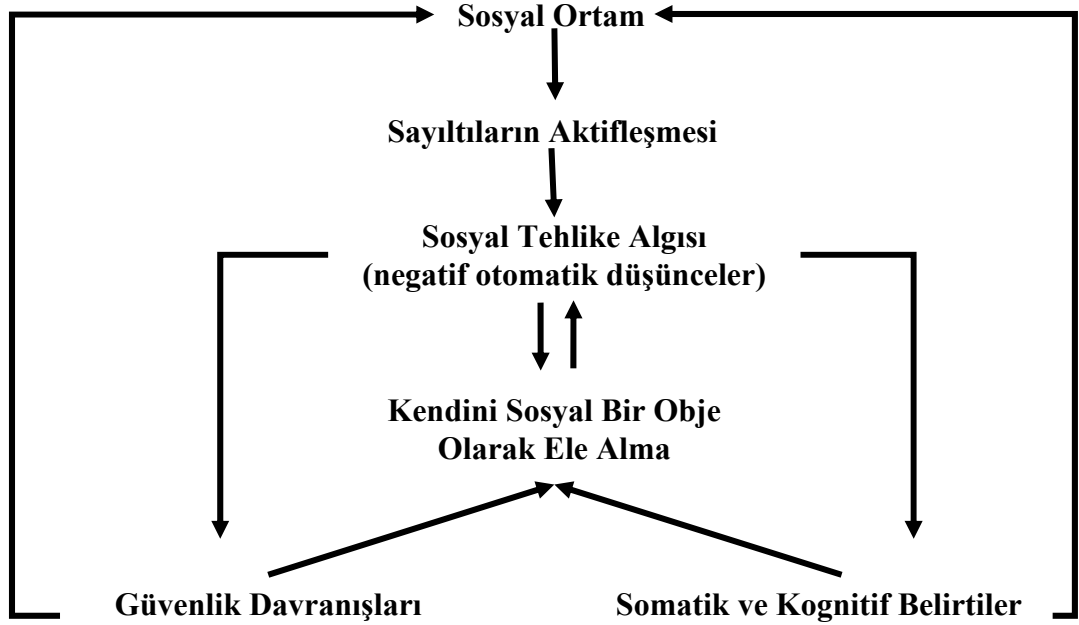 Sosyal Ortam
Sayıltıların Aktifleşmesi
Sosyal Tehlike Algısı
(negatif otomatik düşünceler)
Kendini Sosyal Bir Obje
Olarak Ele Alma
Güvenlik Davranışları
Somatik ve Kognitif Belirtiler